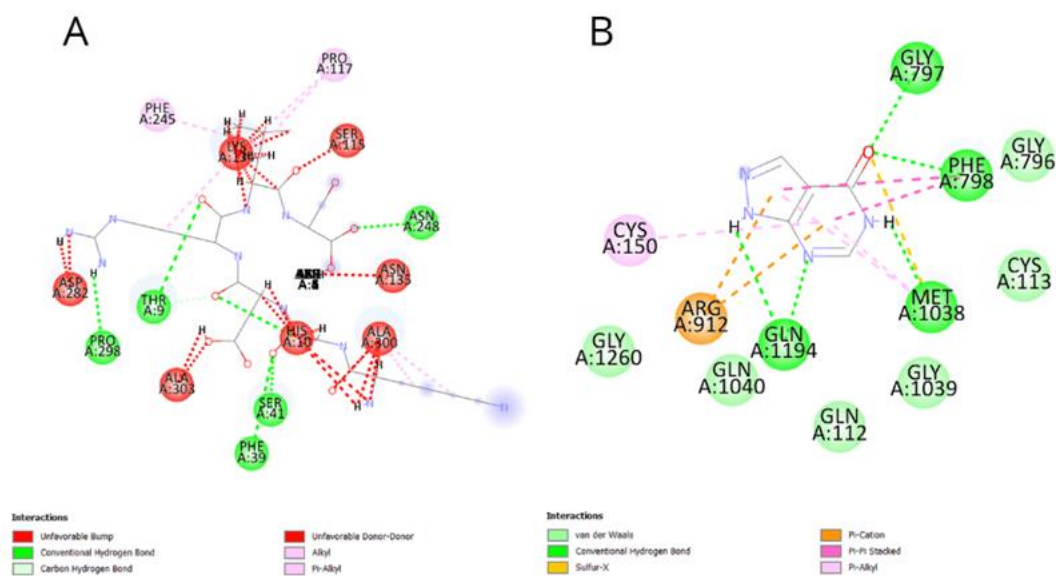 A
PRO
A:117
PHE
A:245
SER
A:115
ASN
A:248
ASN
A:133
ASP
A:282
THR
A:9
PRO
A:298
HIS
A:10
ALA
A:300
ALA
A:303
SER
A:41
PHE
A:39
Interactions
Unfavorable Bump
Conventional Hydrogen Bond
Carbon Hydrogen Bond
Unfavorable Donor-Donor
Alkyl
Pi-Alkyl
B
GLY
A:797
GLY
A:796
PHE
A:798
N
N
H
O
N
H
N
CYS
A:150
CYS
A:113
MET
A:1038
ARG
A:912
GLN
A:1194
GLY
A:1260
GLN
A:1040
GLY
A:1039
GLN
A:112
Interactions
van der Waals
Conventional Hydrogen Bond
Sulfur-X
Pi-Cation
Pi-Pi Stacked
Pi-Alkyl